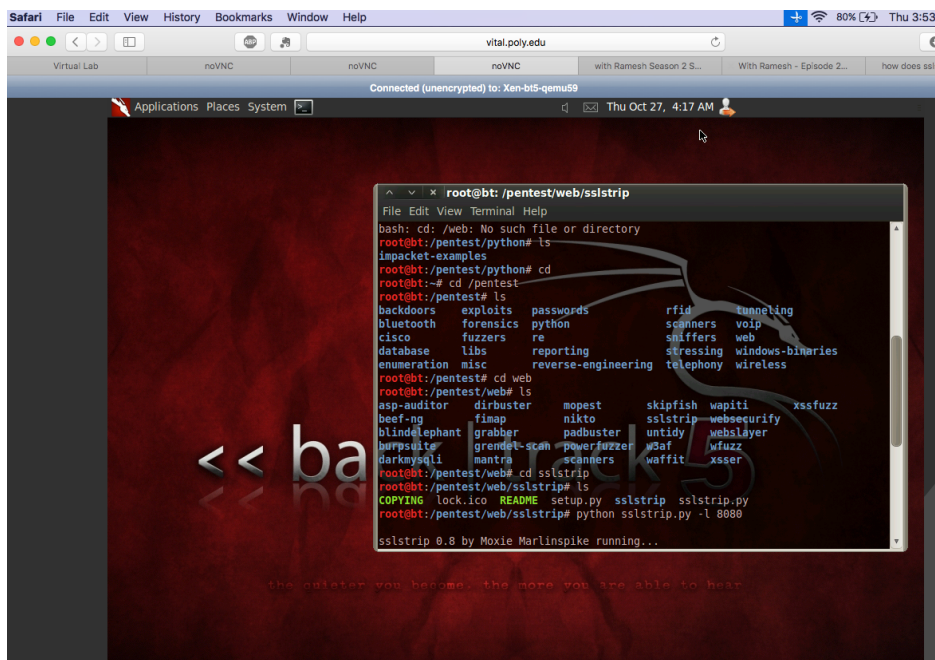 Safari File Edit View History Bookmarks Window Help 80% Thu 3:53
ABP vital.poly.edu
Virtual Lab noVNC noVNC noVNC with Ramesh Season 2 S... With Ramesh - Episode 2... how does ssl
Connected (unencrypted) to: Xen-bt5-qemu59
Applications Places System >_ Thu Oct 27, 4:17 AM
root@bt: /pentest/web/sslstrip
File Edit View Terminal Help
bash: cd: /web: No such file or directory
root@bt:/pentest/python# ls
impacket-examples
root@bt:/pentest/python# cd
root@bt:~# cd /pentest
root@bt:/pentest# ls
backdoors exploits passwords rfid tunneling
bluetooth forensics python scanners voip
cisco fuzzers re sniffers web
database libs reporting stressing windows-binaries
enumeration misc reverse-engineering telephony wireless
root@bt:/pentest# cd web
root@bt:/pentest/web# ls
asp-auditor dirbuster mopest skipfish wapiti xssfuzz
beef-ng fimap nikto sslstrip websecurify
blindelephant grabber padbuster untidy webslayer
burpsuite grendel-scan powerfuzzer w3af wfuzz
darkmysqli mantra scanners waffit xsser
root@bt:/pentest/web# cd sslstrip
root@bt:/pentest/web/sslstrip# ls
COPYING lock.ico README setup.py sslstrip sslstrip.py
root@bt:/pentest/web/sslstrip# python sslstrip.py -l 8080
sslstrip 0.8 by Moxie Marlinspike running...
<< back | track 5
the quieter you become, the more you are able to hear